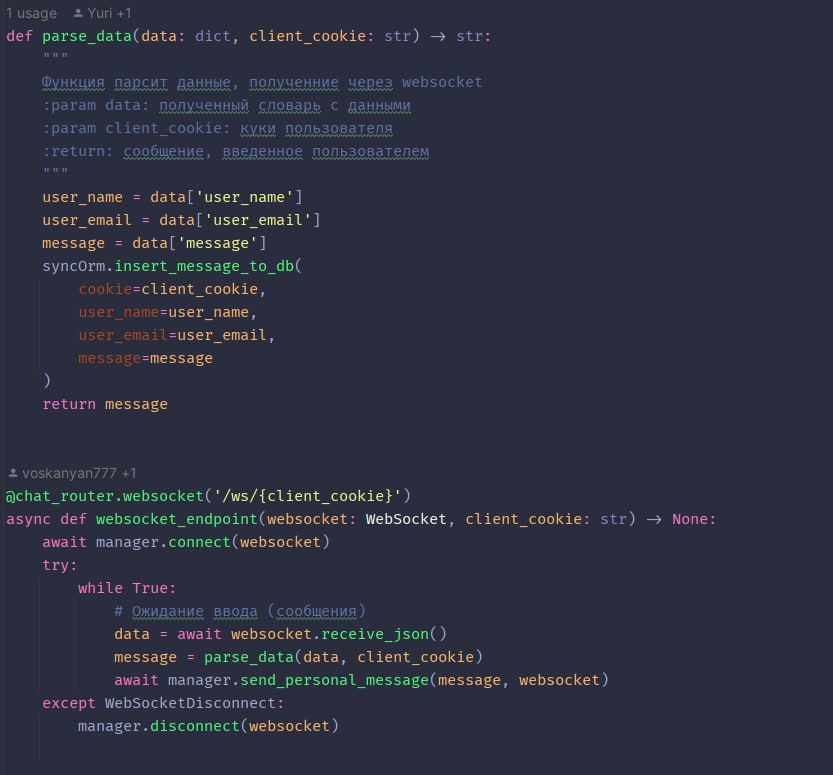 1 usage Yuri +1
def parse_data(data: dict, client_cookie: str) -> str:
"""
Функция парсит данные, полученние через websocket
:param data: полученный словарь с данными
:param client_cookie: куки пользователя
:return: сообщение, введенное пользователем
"""
user_name = data['user_name']
user_email = data['user_email']
message = data['message']
syncOrm.insert_message_to_db(
cookie=client_cookie,
user_name=user_name,
user_email=user_email,
message=message
)
return message
voskanyan777 +1
@chat_router.websocket('/ws/{client_cookie}')
async def websocket_endpoint(websocket: WebSocket, client_cookie: str) -> None:
await manager.connect(websocket)
try:
while True:
# Ожидание ввода (сообщения)
data = await websocket.receive_json()
message = parse_data(data, client_cookie)
await manager.send_personal_message(message, websocket)
except WebSocketDisconnect:
manager.disconnect(websocket)